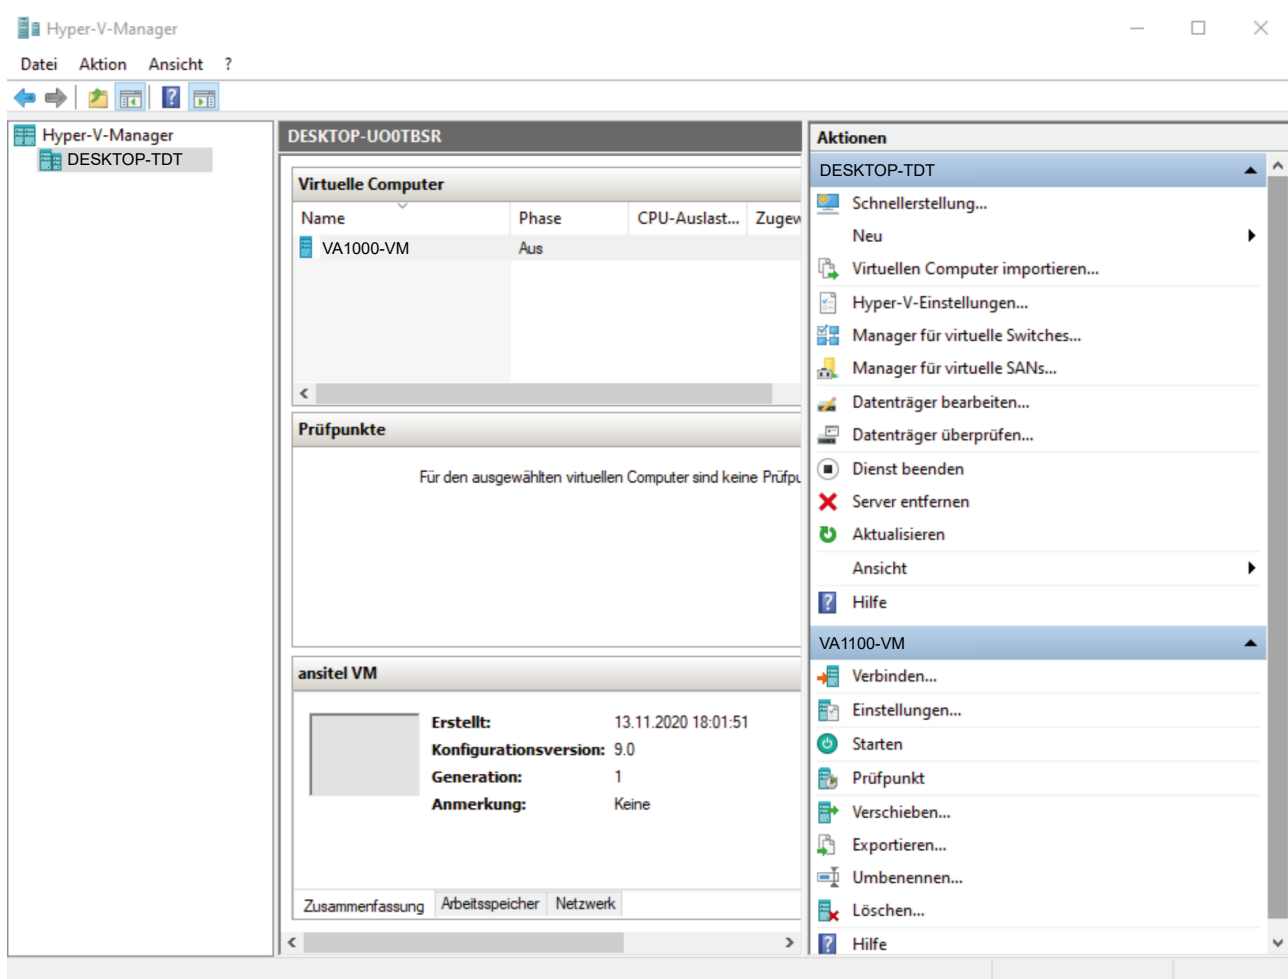 Hyper-V-Manager
Datei Aktion Ansicht ?
Hyper-V-Manager
DESKTOP-TDT
DESKTOP-UO0TBSR
Virtuelle Computer
Name Phase CPU-Auslast... Zugew
VA1000-VM Aus
Prüfpunkte
Für den ausgewählten virtuellen Computer sind keine Prüfpu
ansitel VM
Erstellt: 13.11.2020 18:01:51
Konfigurationsversion: 9.0
Generation: 1
Anmerkung: Keine
Zusammenfassung Arbeitsspeicher Netzwerk
Aktionen
DESKTOP-TDT
Schnellerstellung...
Neu
Virtuellen Computer importieren...
Hyper-V-Einstellungen...
Manager für virtuelle Switches...
Manager für virtuelle SANs...
Datenträger bearbeiten...
Datenträger überprüfen...
Dienst beenden
Server entfernen
Aktualisieren
Ansicht
Hilfe
VA1100-VM
Verbinden...
Einstellungen...
Starten
Prüfpunkt
Verschieben...
Exportieren...
Umbenennen...
Löschen...
Hilfe